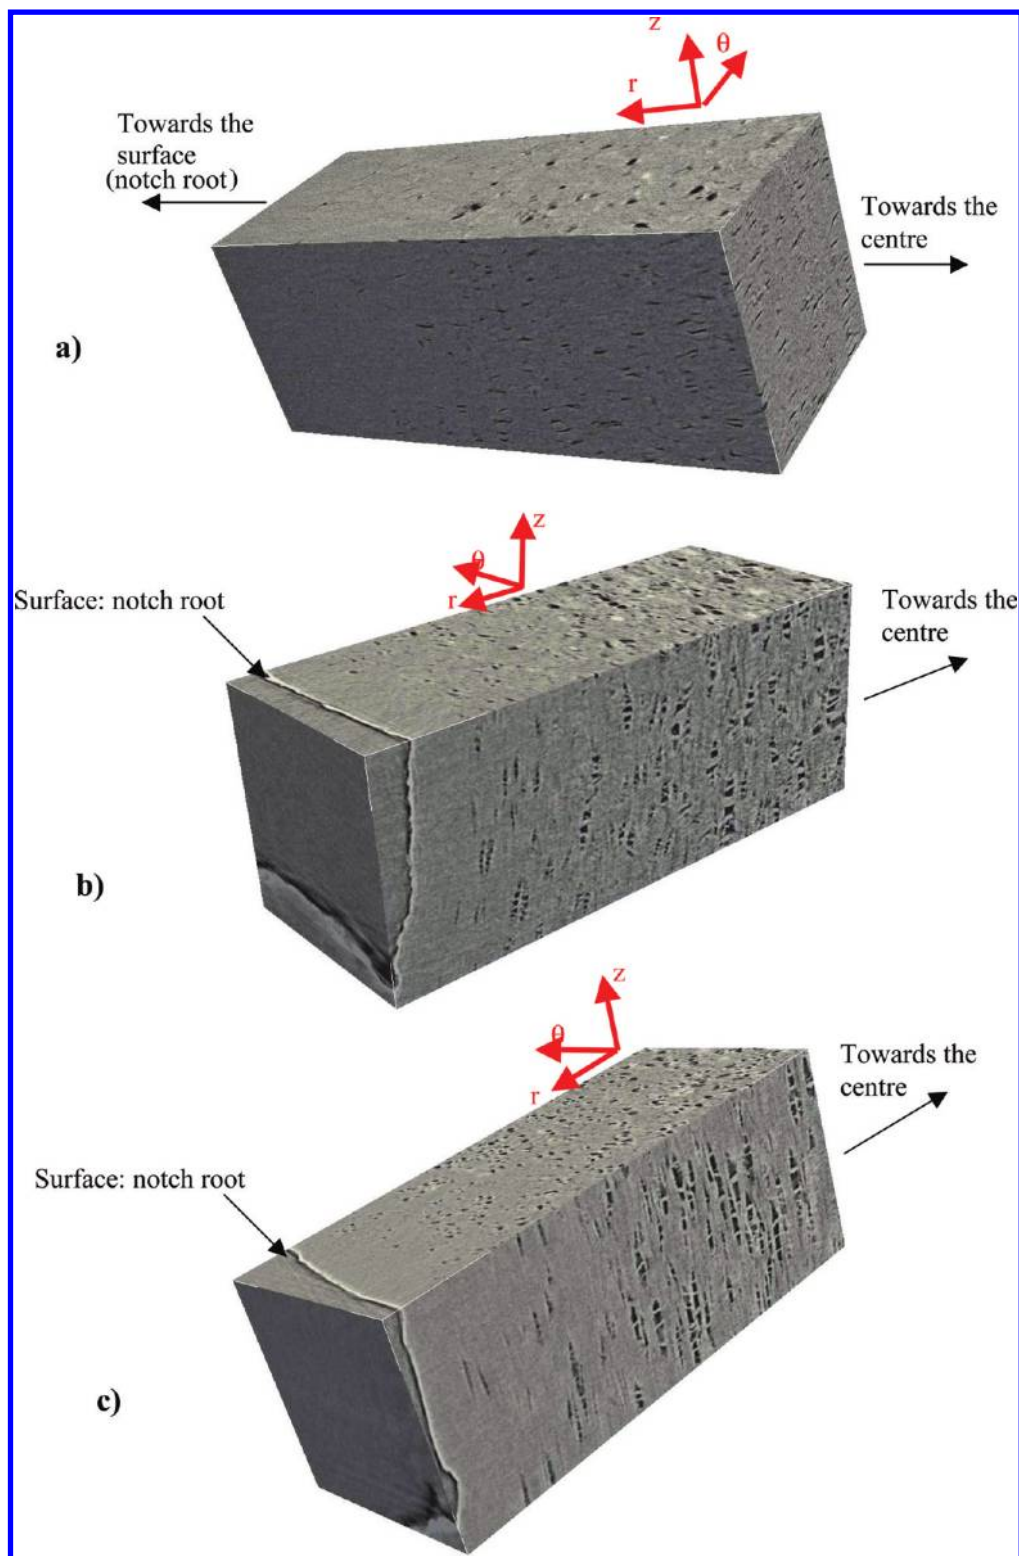 z
θ
r
Towards the
surface
(notch root)
Towards the
centre
a)
z
θ
r
Surface: notch root
Towards the
centre
b)
z
θ
r
Towards the
centre
Surface: notch root
c)